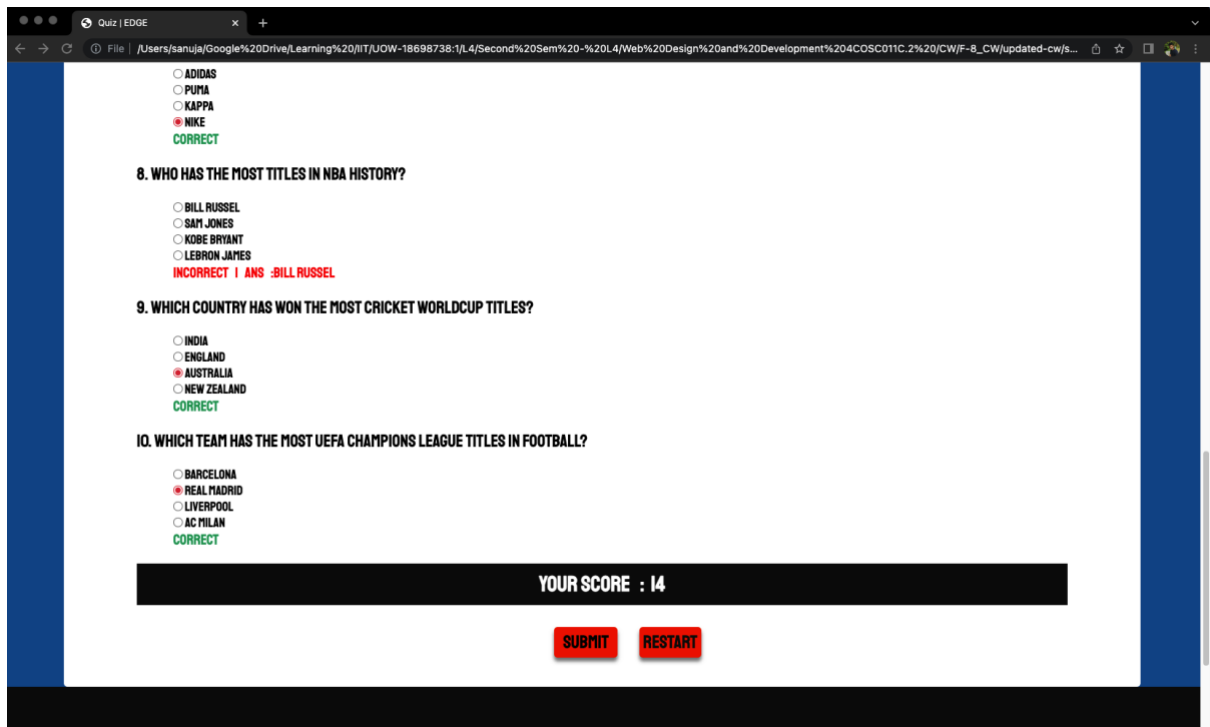 Quiz | EDGE
File | /Users/sanuja/Google%20Drive/Learning%20/IIT/UOW-18698738:1/L4/Second%20Sem%20-%20L4/Web%20Design%20and%20Development%204COSC011C.2%20/CW/F-8_CW/updated-cw/s...
ADIDAS
PUMA
KAPPA
NIKE
CORRECT
8. WHO HAS THE MOST TITLES IN NBA HISTORY?
BILL RUSSEL
SAM JONES
KOBE BRYANT
LEBRON JAMES
INCORRECT | ANS :BILL RUSSEL
9. WHICH COUNTRY HAS WON THE MOST CRICKET WORLDCUP TITLES?
INDIA
ENGLAND
AUSTRALIA
NEW ZEALAND
CORRECT
10. WHICH TEAM HAS THE MOST UEFA CHAMPIONS LEAGUE TITLES IN FOOTBALL?
BARCELONA
REAL MADRID
LIVERPOOL
AC MILAN
CORRECT
YOUR SCORE : 14
SUBMIT RESTART